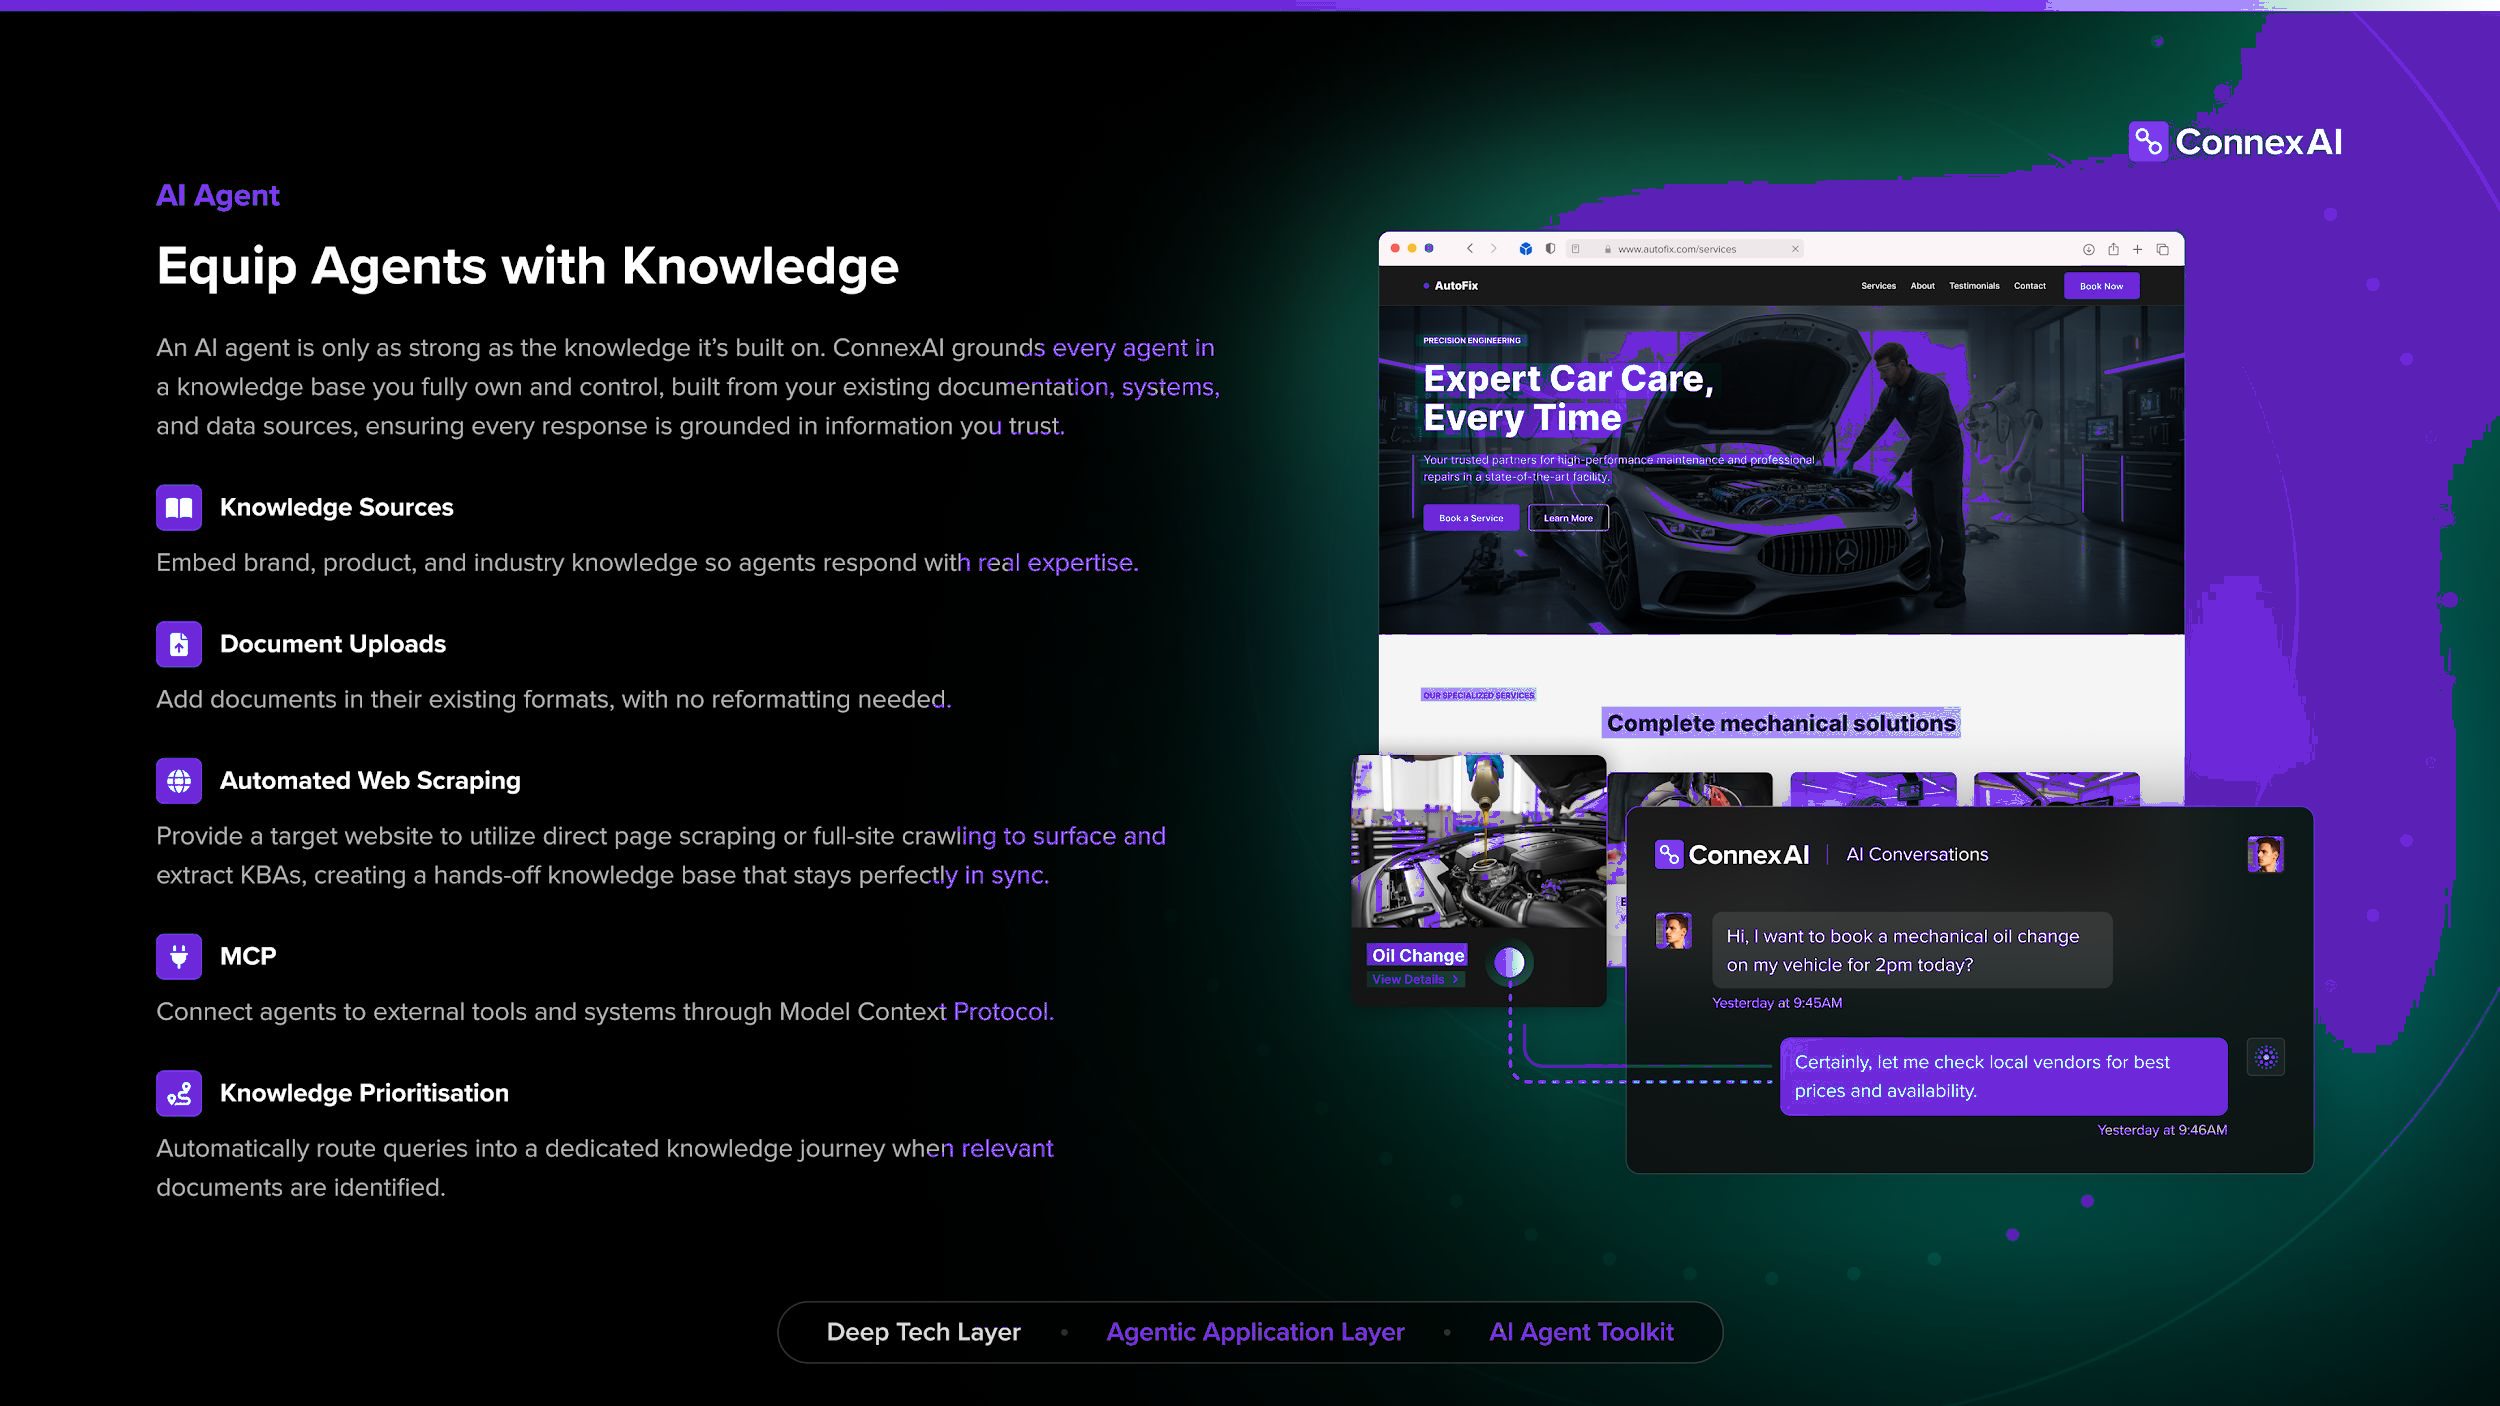 ConnexAI
AI Agent
Equip Agents with Knowledge
An AI agent is only as strong as the knowledge it's built on. ConnexAI grounds every agent in
a knowledge base you fully own and control, built from your existing documentation, systems,
and data sources, ensuring every response is grounded in information you trust.
Knowledge Sources
Embed brand, product, and industry knowledge so agents respond with real expertise.
Document Uploads
Add documents in their existing formats, with no reformatting needed.
Automated Web Scraping
Provide a target website to utilize direct page scraping or full-site crawling to surface and
extract KBAs, creating a hands-off knowledge base that stays perfectly in sync.
MCP
Connect agents to external tools and systems through Model Context Protocol.
Knowledge Prioritisation
Automatically route queries into a dedicated knowledge journey when relevant
documents are identified.
www.autofix.com/services
AutoFix
Services About Testimonials Contact Book Now
PRECISION ENGINEERING
Expert Car Care,
Every Time
Your trusted partners for high-performance maintenance and professional
repairs in a state-of-the-art facility.
Book a Service Learn More
OUR SPECIALIZED SERVICES
Complete mechanical solutions
Oil Change
View Details
ConnexAI AI Conversations
Hi, I want to book a mechanical oil change
on my vehicle for 2pm today?
Yesterday at 9:45AM
Certainly, let me check local vendors for best
prices and availability.
Yesterday at 9:46AM
Deep Tech Layer • Agentic Application Layer • AI Agent Toolkit